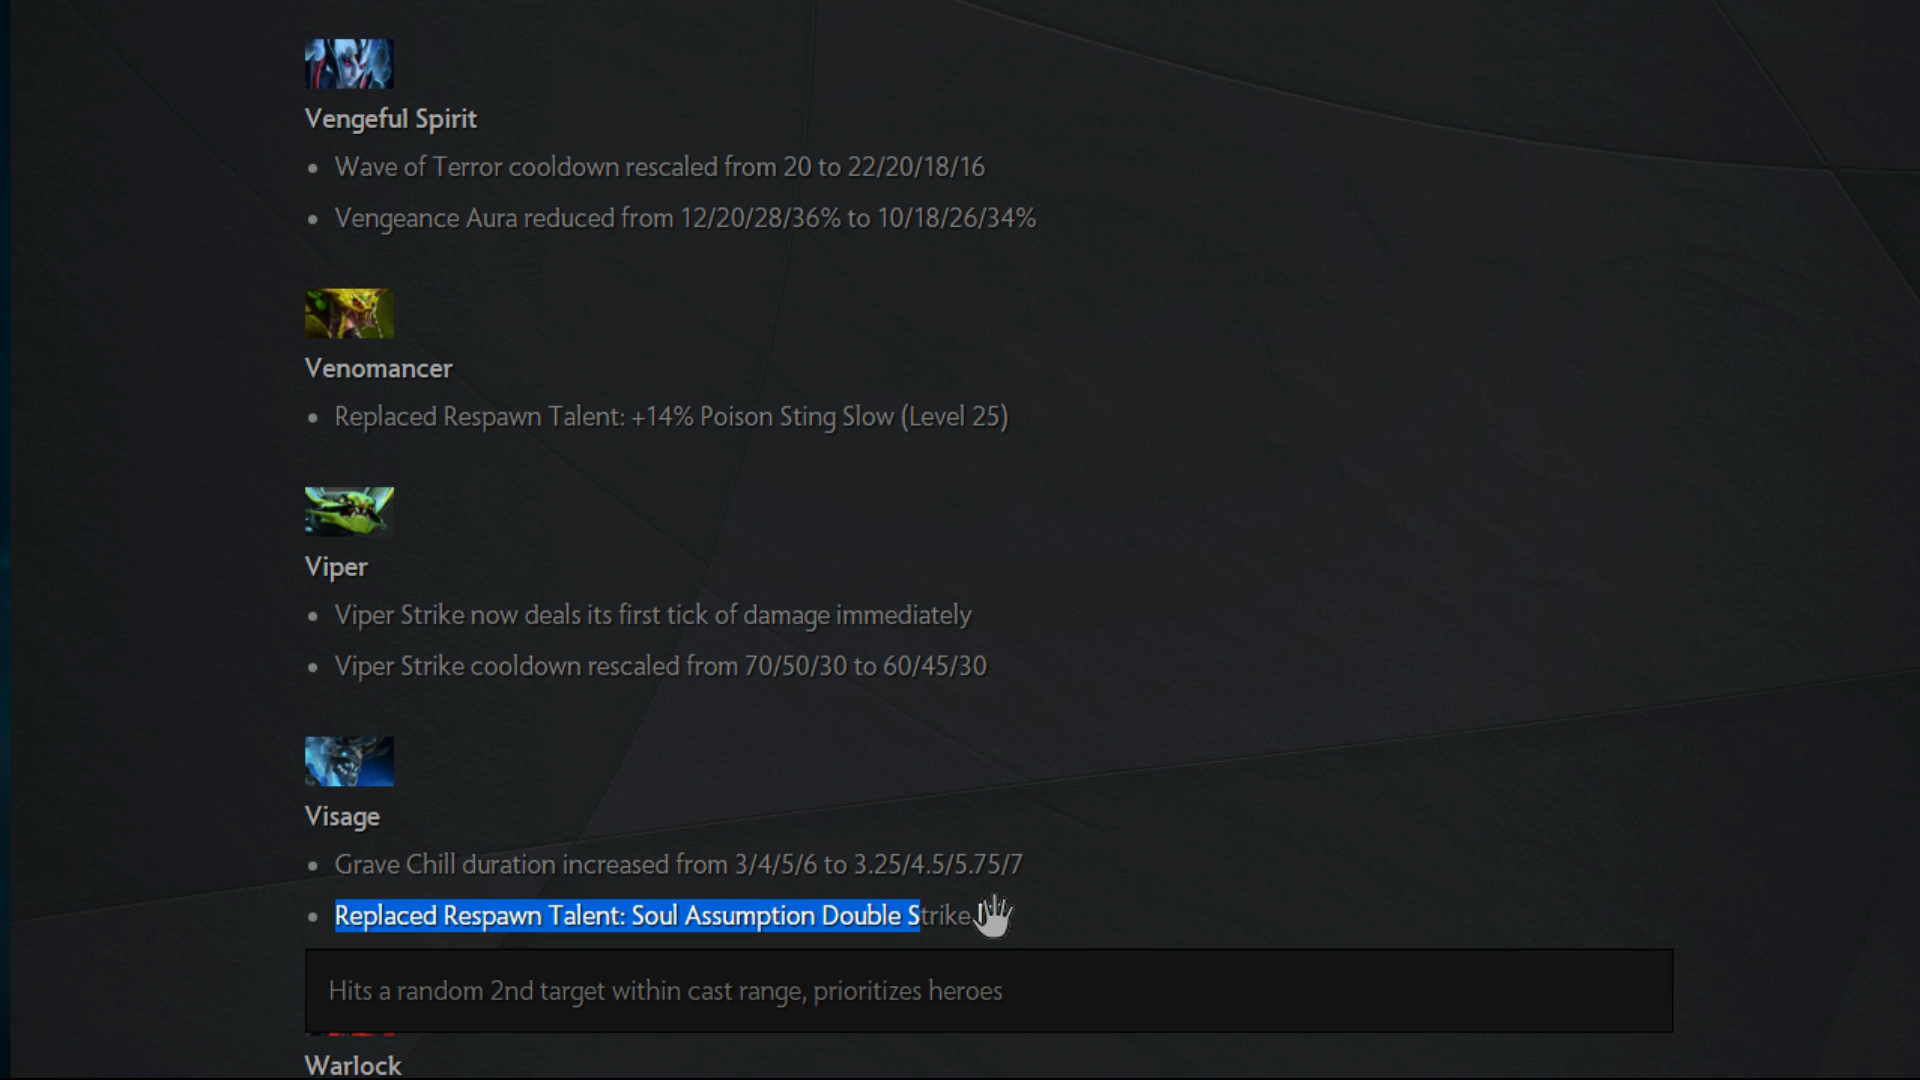 Vengeful Spirit
Wave of Terror cooldown rescaled from 20 to 22/20/18/16
Vengeance Aura reduced from 12/20/28/36% to 10/18/26/34%
Venomancer
Replaced Respawn Talent: +14% Poison Sting Slow (Level 25)
Viper
Viper Strike now deals its first tick of damage immediately
Viper Strike cooldown rescaled from 70/50/30 to 60/45/30
Visage
Grave Chill duration increased from 3/4/5/6 to 3.25/4.5/5.75/7
Replaced Respawn Talent: Soul Assumption Double Strike
Hits a random 2nd target within cast range, prioritizes heroes
Warlock